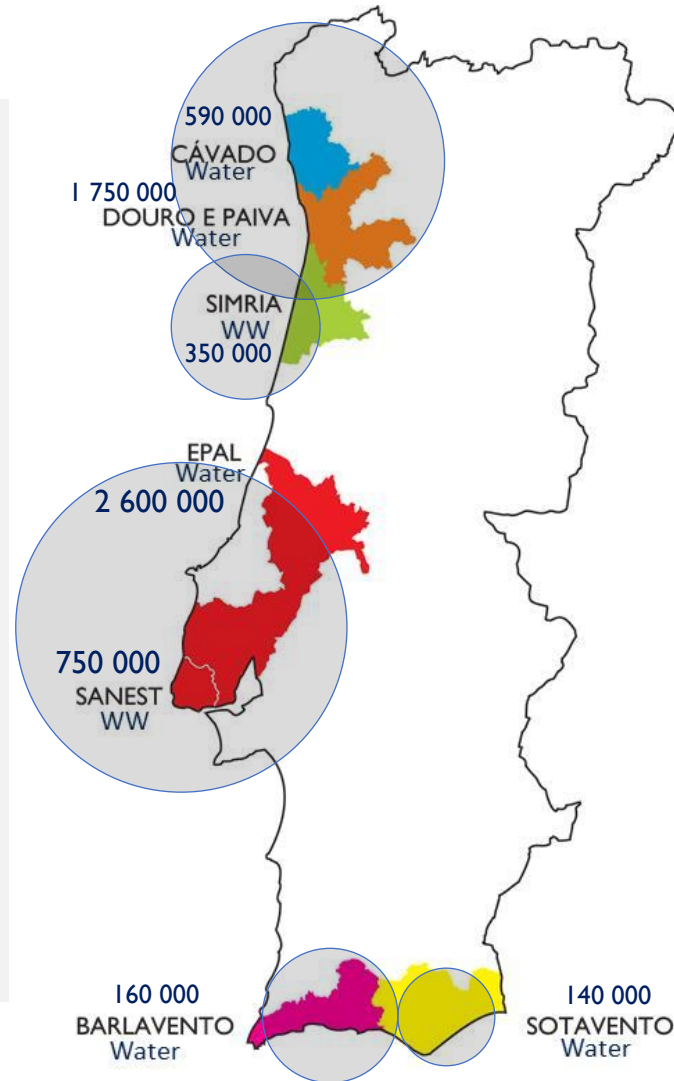 590 000
CÁVADO
Water
1 750 000
DOURO E PAIVA
Water
SIMRIA
WW
350 000
EPAL
Water
2 600 000
750 000
SANEST
WW
160 000
BARLAVENTO
Water
140 000
SOTAVENTO
Water